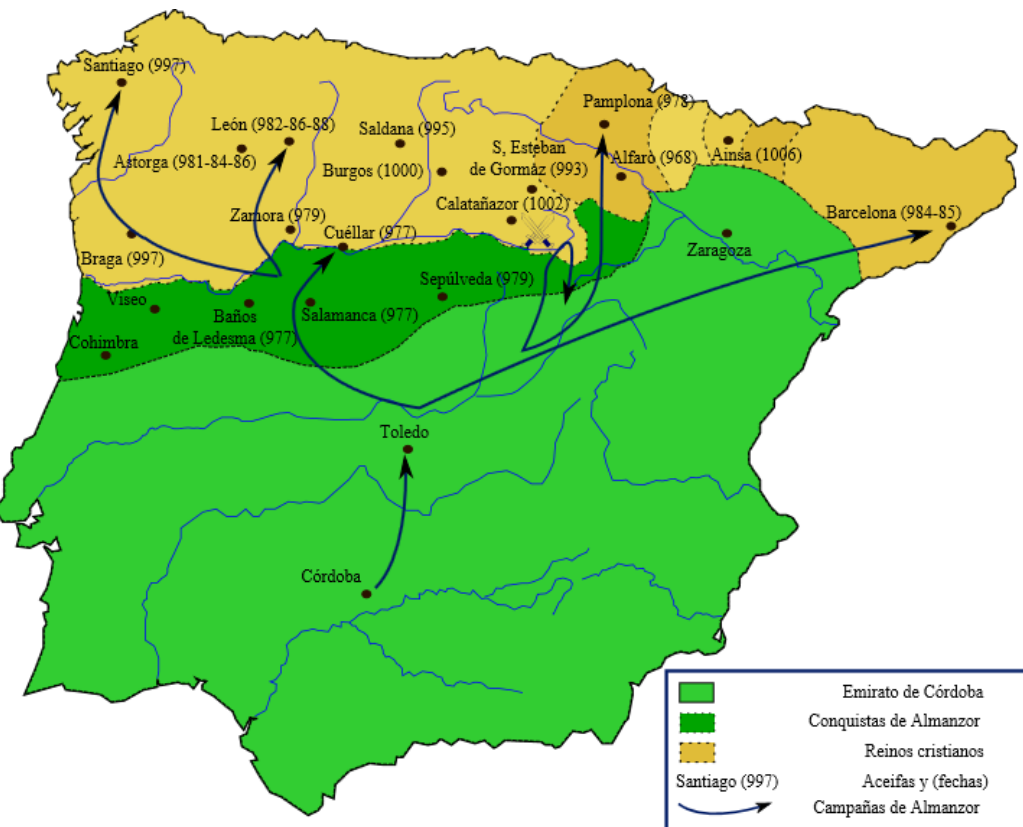 Santiago (997)
Pamplona (978)
León (982-86-88)
Saldana (995)
Astorga (981-84-86)
Burgos (1000)
S, Esteban
de Gormáz (993)
Alfaro (968)
Ainsa (1006)
Calatañazor (1002)
Zamora (979)
Barcelona (984-85)
Cuéllar (977)
Braga (997)
Zaragoza
Sepúlveda (979)
Viseo
Baños
de Ledesma (977)
Salamanca (977)
Cohimbra
Toledo
Córdoba
Emirato de Córdoba
Conquistas de Almanzor
Reinos cristianos
Santiago (997) Aceifas y (fechas)
Campañas de Almanzor